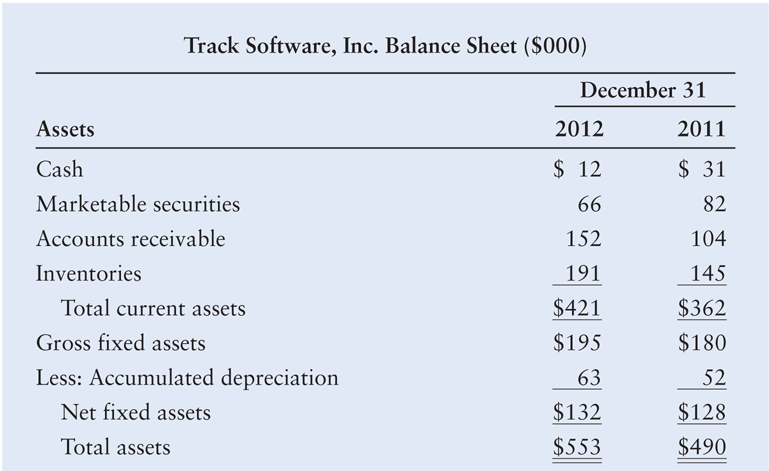 Track Software, Inc. Balance Sheet ($000)
December 31
Assets 2012 2011
Cash $ 12 $ 31
Marketable securities 66 82
Accounts receivable 152 104
Inventories 191 145
Total current assets $421 $362
Gross fixed assets $195 $180
Less: Accumulated depreciation 63 52
Net fixed assets $132 $128
Total assets $553 $490